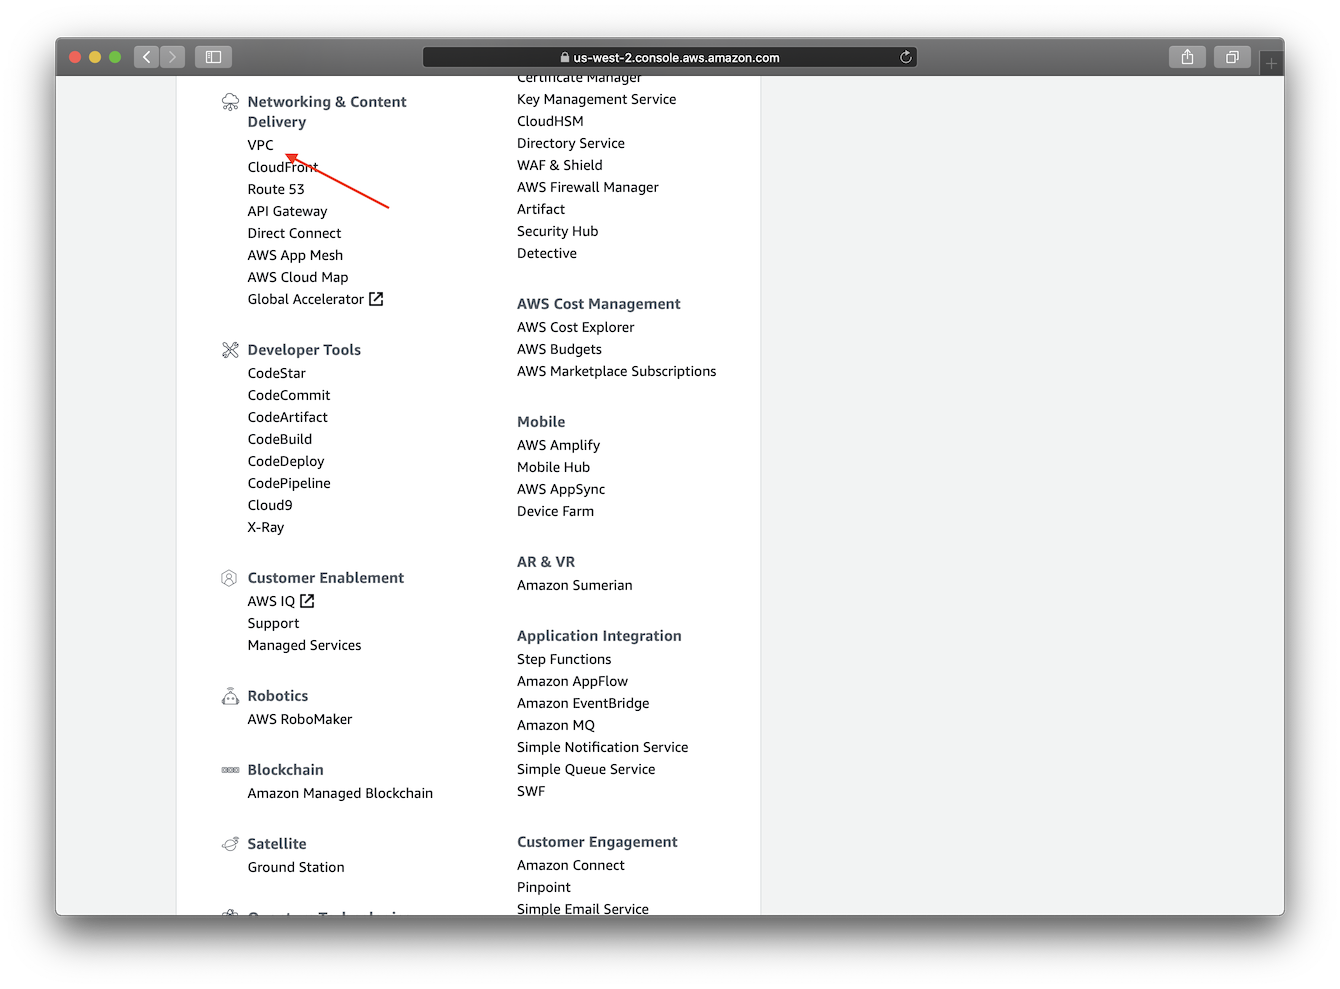 us-west-2.console.aws.amazon.com
Networking & Content
Delivery
VPC
CloudFront
Route 53
API Gateway
Direct Connect
AWS App Mesh
AWS Cloud Map
Global Accelerator
Developer Tools
CodeStar
CodeCommit
CodeArtifact
CodeBuild
CodeDeploy
CodePipeline
Cloud9
X-Ray
Customer Enablement
AWS IQ
Support
Managed Services
Robotics
AWS RoboMaker
Blockchain
Amazon Managed Blockchain
Satellite
Ground Station
Quantum Technologies
Certificate Manager
Key Management Service
CloudHSM
Directory Service
WAF & Shield
AWS Firewall Manager
Artifact
Security Hub
Detective
AWS Cost Management
AWS Cost Explorer
AWS Budgets
AWS Marketplace Subscriptions
Mobile
AWS Amplify
Mobile Hub
AWS AppSync
Device Farm
AR & VR
Amazon Sumerian
Application Integration
Step Functions
Amazon AppFlow
Amazon EventBridge
Amazon MQ
Simple Notification Service
Simple Queue Service
SWF
Customer Engagement
Amazon Connect
Pinpoint
Simple Email Service